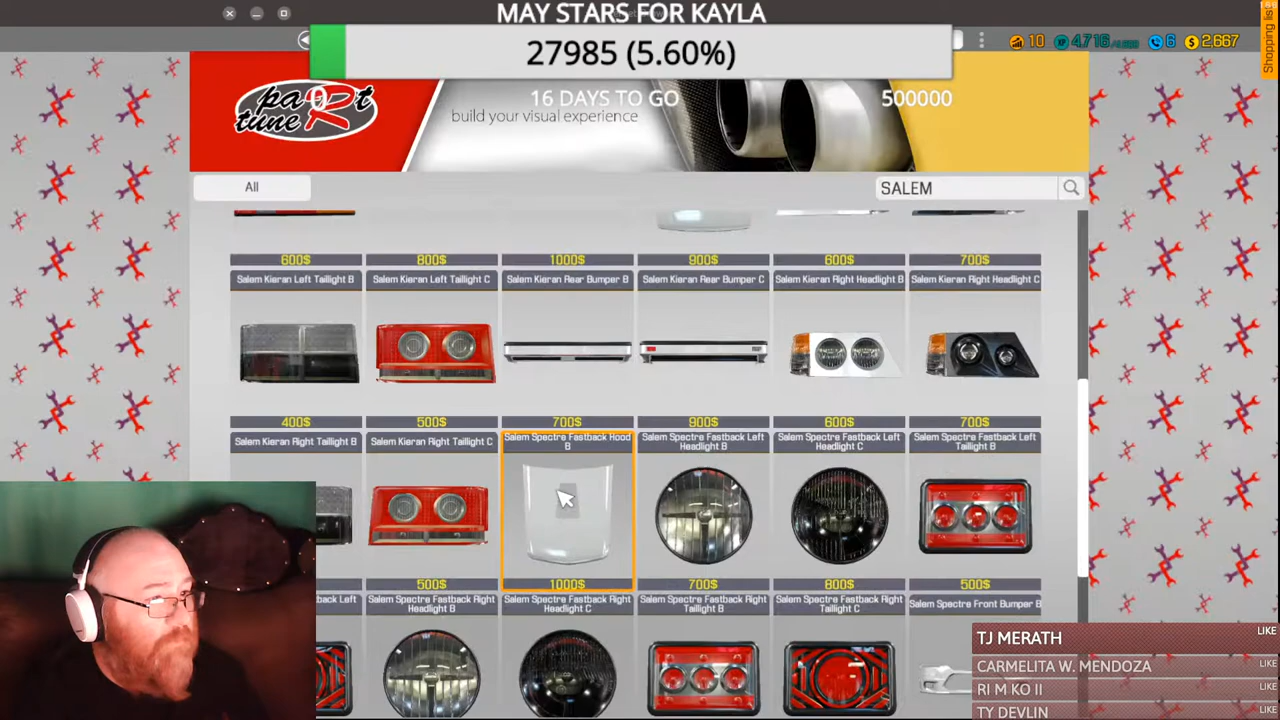 MAY STARS FOR KAYLA
27985 (5.60%)
16 DAYS TO GO
500000
Shopping list
10
6
$ 2,667
pa t
tune R
build your visual experience
All
SALEM
600$
800$
1000$
900$
600$
700$
Salem Kieran Left Taillight B
Salem Kieran Left Taillight C
Salem Kieran Rear Bumper B
Salem Kieran Rear Bumper C
Salem Kieran Right Headlight B
Salem Kieran Right Headlight C
400$
500$
700$
900$
600$
700$
Salem Kieran Right Taillight B
Salem Kieran Right Taillight C
Salem Spectre Fastback Hood B
Salem Spectre Fastback Left Headlight B
Salem Spectre Fastback Left Headlight C
Salem Spectre Fastback Left Taillight B
500$
1000$
700$
800$
500$
Fastback Left
Salem Spectre Fastback Right Headlight B
Salem Spectre Fastback Right Headlight C
Salem Spectre Fastback Right Taillight B
Salem Spectre Fastback Right Taillight C
Salem Spectre Front Bumper B
TJ MERATH LIKE
CARMELITA W. MENDOZA LIKE
RI M KO II LIKE
TY DEVLIN LIKE